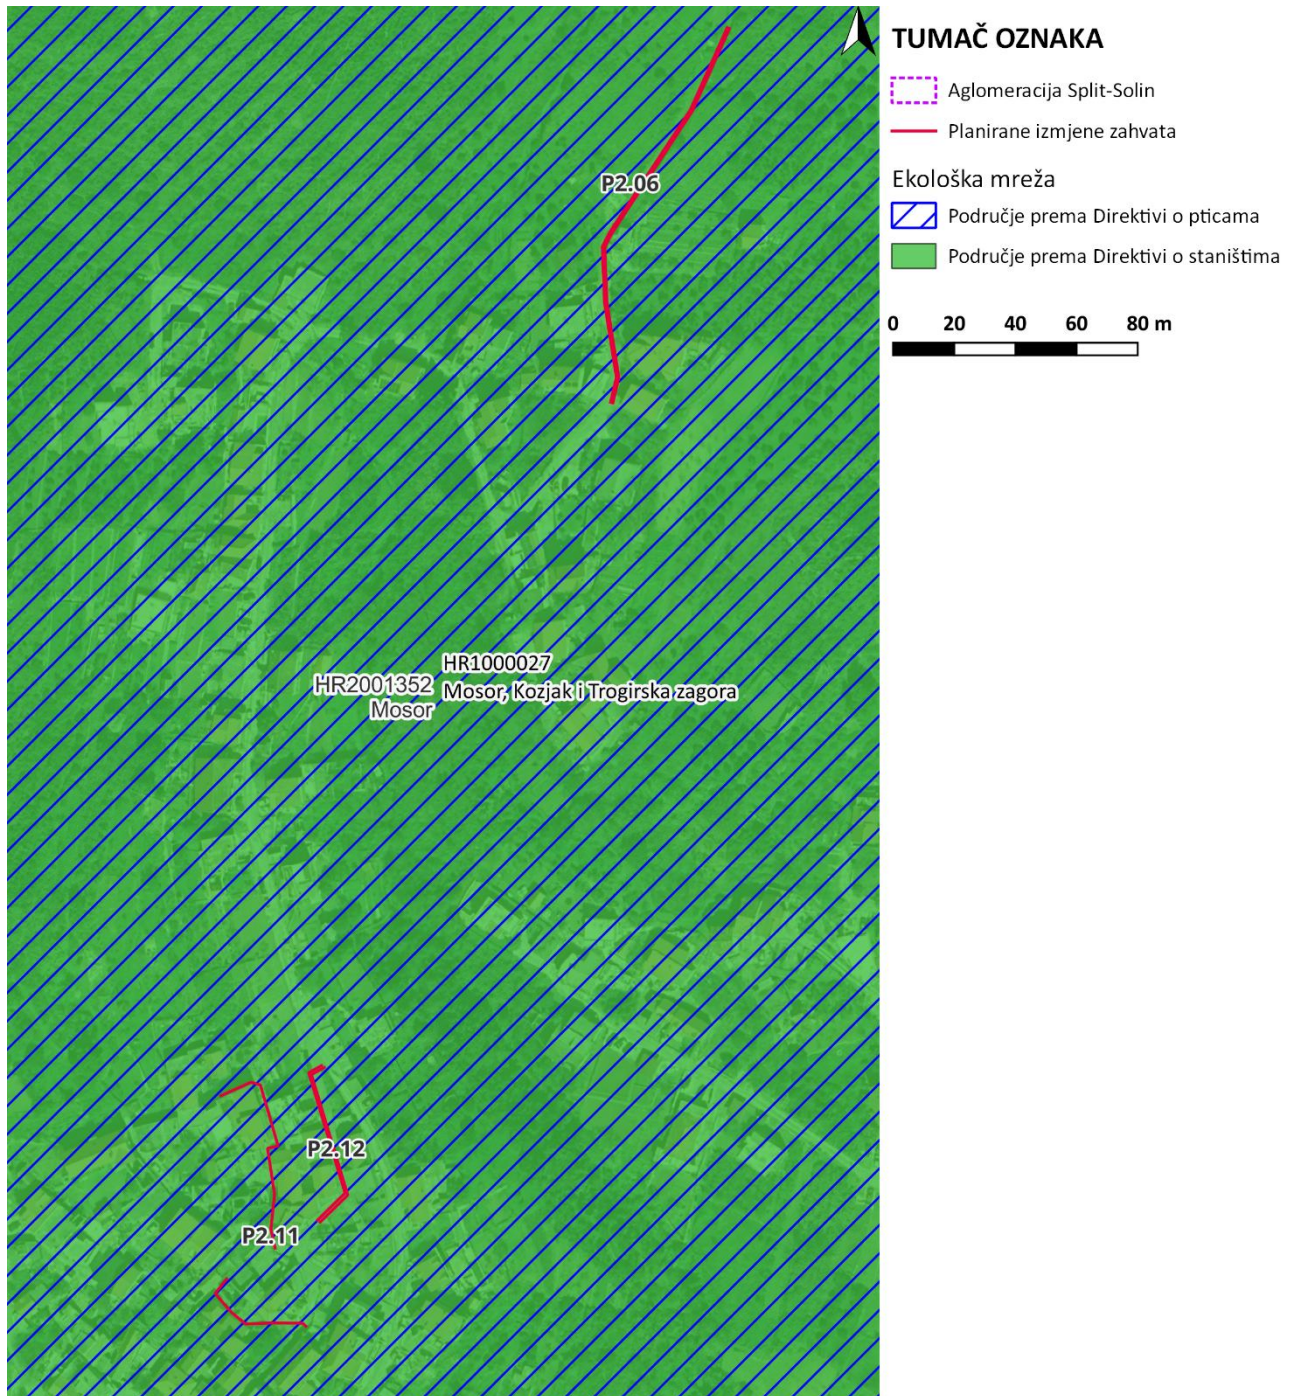 TUMAČ OZNAKA
Aglomeracija Split-Solin
Planirane izmjene zahvata
Ekološka mreža
Područje prema Direktivi o pticama
Područje prema Direktivi o staništima
0 20 40 60 80 m
P2.06
HR1000027
Mosor, Kozjak i Trogirska zagora
HR2001352
Mosor
P2.12
P2.11